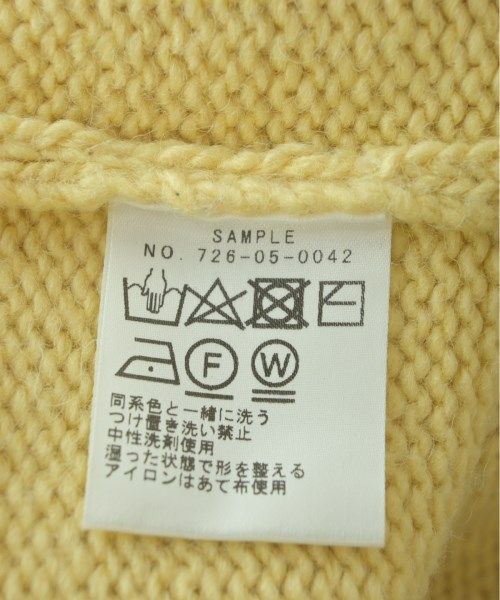 SAMPLE
NO. 726-05-0042
F W
同系色と一緒に洗う
つけ置き洗い禁止
中性洗剤使用
湿った状態で形を整える
アイロンはあて布使用